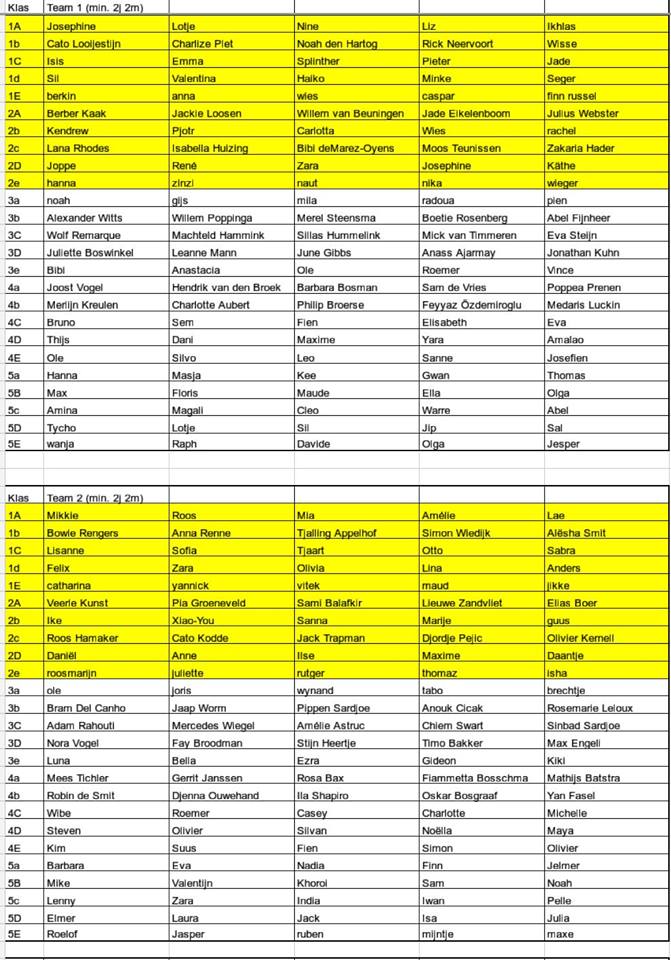 Klas Team 1 (min. 2j 2m)
1A Josephine Lotje Nine Liz Ikhlas
1b Cato Looijestijn Charlize Piet Noah den Hartog Rick Neervoort Wisse
1C Isis Emma Splinther Pieter Jade
1d Sil Valentina Haiko Minke Seger
1E berkin anna wies caspar finn russel
2A Berber Kaak Jackie Loosen Willem van Beuningen Jade Eikelenboom Julius Webster
2b Kendrew Pjotr Carlotta Wies rachel
2c Lana Rhodes Isabella Huizing Bibi deMarez-Oyens Moos Teunissen Zakaria Hader
2D Joppe René Zara Josephine Käthe
2e hanna zinzi naut nika wieger
3a noah gijs mila radoua pien
3b Alexander Witts Willem Poppinga Merel Steensma Boetie Rosenberg Abel Fijnheer
3C Wolf Remarque Machteld Hammink Sillas Hummelink Mick van Timmeren Eva Steijn
3D Juliette Boswinkel Leanne Mann June Gibbs Anass Ajarmay Jonathan Kuhn
3e Bibi Anastacia Ole Roemer Vince
4a Joost Vogel Hendrik van den Broek Barbara Bosman Sam de Vries Poppea Prenen
4b Merlijn Kreulen Charlotte Aubert Philip Broerse Feyyaz Özdemiroglu Medaris Luckin
4C Bruno Sem Fien Elisabeth Eva
4D Thijs Dani Maxime Yara Amalao
4E Ole Silvo Leo Sanne Josefien
5a Hanna Masja Kee Gwan Thomas
5B Max Floris Maude Ella Olga
5c Amina Magali Cleo Warre Abel
5D Tycho Lotje Sil Jip Sal
5E wanja Raph Davide Olga Jesper
Klas Team 2 (min. 2j 2m)
1A Mikkie Roos Mia Amélie Lae
1b Bowie Rengers Anna Renne Tjalling Appelhof Simon Wiedijk Alësha Smit
1C Lisanne Sofia Tjaart Otto Sabra
1d Felix Zara Olivia Lina Anders
1E catharina yannick vitek maud jikke
2A Veerle Kunst Pia Groeneveld Sami Balafkir Lieuwe Zandvliet Elias Boer
2b Ike Xiao-You Sanna Marije guus
2c Roos Hamaker Cato Kodde Jack Trapman Djordje Pejic Olivier Kernell
2D Daniël Anne Ilse Maxime Daantje
2e roosmarijn juliette rutger thomaz isha
3a ole joris wynand tabo brechtje
3b Bram Del Canho Jaap Worm Pippen Sardjoe Anouk Cicak Rosemarie Leloux
3C Adam Rahouti Mercedes Wiegel Amélie Astruc Chiem Swart Sinbad Sardjoe
3D Nora Vogel Fay Broodman Stijn Heertje Timo Bakker Max Engeli
3e Luna Bella Ezra Gideon Kiki
4a Mees Tichler Gerrit Janssen Rosa Bax Fiammetta Bosschma Mathijs Batstra
4b Robin de Smit Djenna Ouwehand Ila Shapiro Oskar Bosgraaf Yan Fasel
4C Wibe Roemer Casey Charlotte Michelle
4D Steven Olivier Silvan Noëlla Maya
4E Kim Suus Fien Simon Olivier
5a Barbara Eva Nadia Finn Jelmer
5B Mike Valentijn Khoroi Sam Noah
5c Lenny Zara India Iwan Pelle
5D Elmer Laura Jack Isa Julia
5E Roelof Jasper ruben mijntje maxe